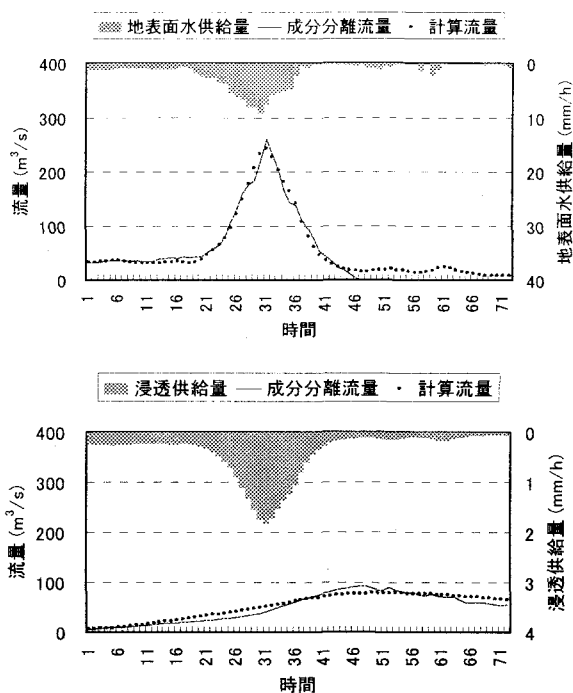 地表面水供給量 成分分離流量 計算流量
400 0
300 10
200 20
100 30
0 40
流量 (m³/s)
地表面水供給量 (mm/h)
1 6 11 16 21 26 31 36 41 46 51 56 61 66 71
時間
浸透供給量 成分分離流量 計算流量
400 0
300 1
200 2
100 3
0 4
流量 (m³/s)
浸透供給量 (mm/h)
1 6 11 16 21 26 31 36 41 46 51 56 61 66 71
時間